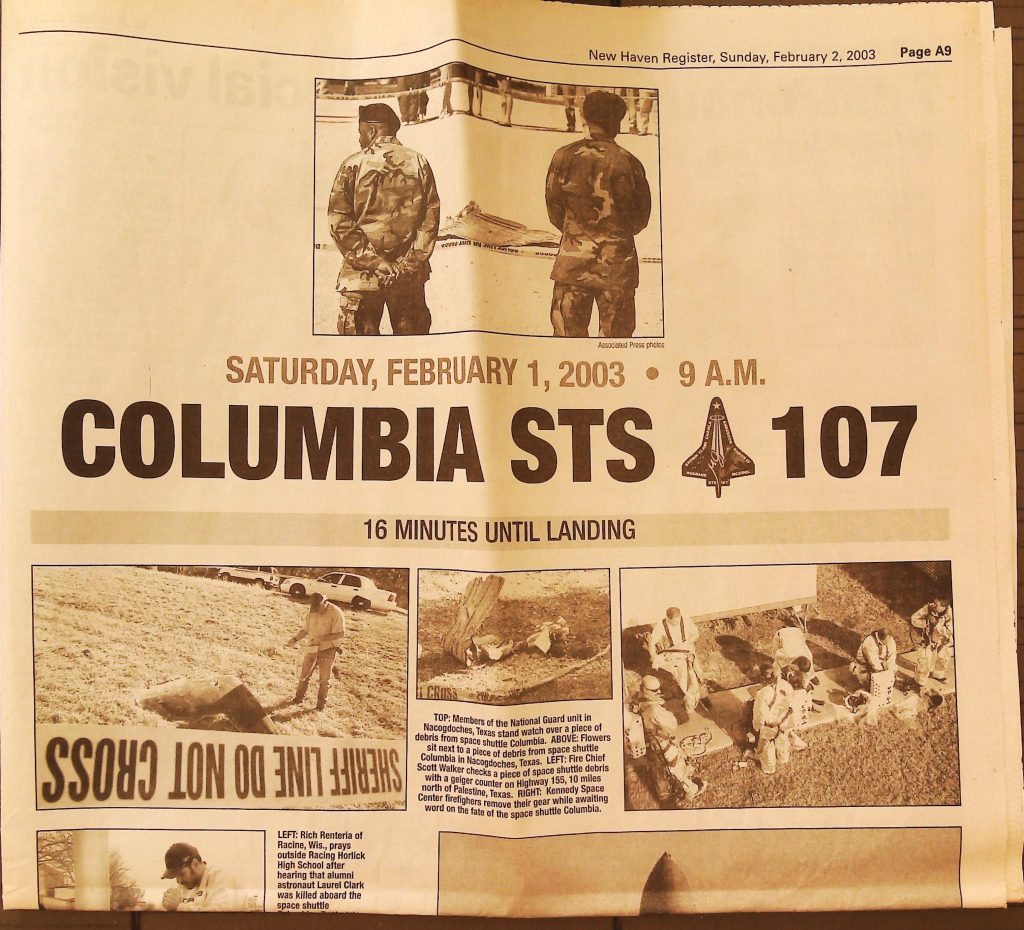 New Haven Register, Sunday, February 2, 2003 Page A9
Associated Press photos
SATURDAY, FEBRUARY 1, 2003 • 9 A.M.
COLUMBIA STS 107
16 MINUTES UNTIL LANDING
SHERIFF LINE DO NOT CROSS
CROSS
TOP: Members of the National Guard unit in
Nacogdoches, Texas stand watch over a piece of
debris from space shuttle Columbia. ABOVE: Flowers
sit next to a piece of debris from space shuttle
Columbia in Nacogdoches, Texas. LEFT: Fire Chief
Scott Walker checks a piece of space shuttle debris
with a geiger counter on Highway 155, 10 miles
north of Palestine, Texas. RIGHT: Kennedy Space
Center firefighers remove their gear while awaiting
word on the fate of the space shuttle Columbia.
LEFT: Rich Renteria of
Racine, Wis., prays
outside Racing Horlick
High School after
hearing that alumni
astronaut Laurel Clark
was killed aboard the
space shuttle